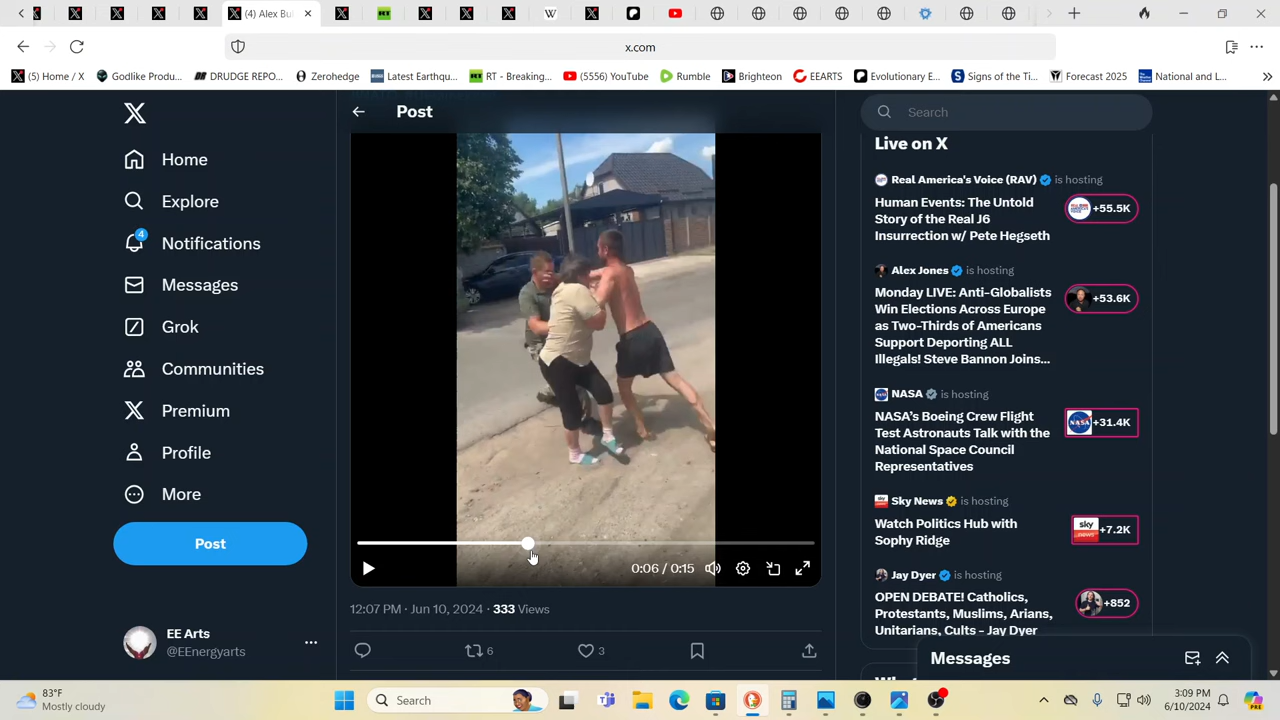 (4) Alex Bu
x.com
(5) Home / X
Godlike Produ...
DRUDGE REPO...
Zerohedge
Latest Earthqu...
RT - Breaking...
(5556) YouTube
Rumble
Brighteon
EEARTS
Evolutionary E...
Signs of the Ti...
Forecast 2025
National and L...
Home
Explore
4
Notifications
Messages
Grok
Communities
Premium
Profile
More
Post
EE Arts
@EEnergyarts
Post
0:06 / 0:15
12:07 PM · Jun 10, 2024 · 333 Views
6
3
Search
Live on X
Real America's Voice (RAV) is hosting
Human Events: The Untold
Story of the Real J6
Insurrection w/ Pete Hegseth
+55.5K
Alex Jones is hosting
Monday LIVE: Anti-Globalists
Win Elections Across Europe
as Two-Thirds of Americans
Support Deporting ALL
Illegals! Steve Bannon Joins...
+53.6K
NASA is hosting
NASA's Boeing Crew Flight
Test Astronauts Talk with the
National Space Council
Representatives
+31.4K
Sky News is hosting
Watch Politics Hub with
Sophy Ridge
+7.2K
Jay Dyer is hosting
OPEN DEBATE! Catholics,
Protestants, Muslims, Arians,
Unitarians, Cults - Jay Dyer
+852
Messages
83°F
Mostly cloudy
Search
3:09 PM
6/10/2024